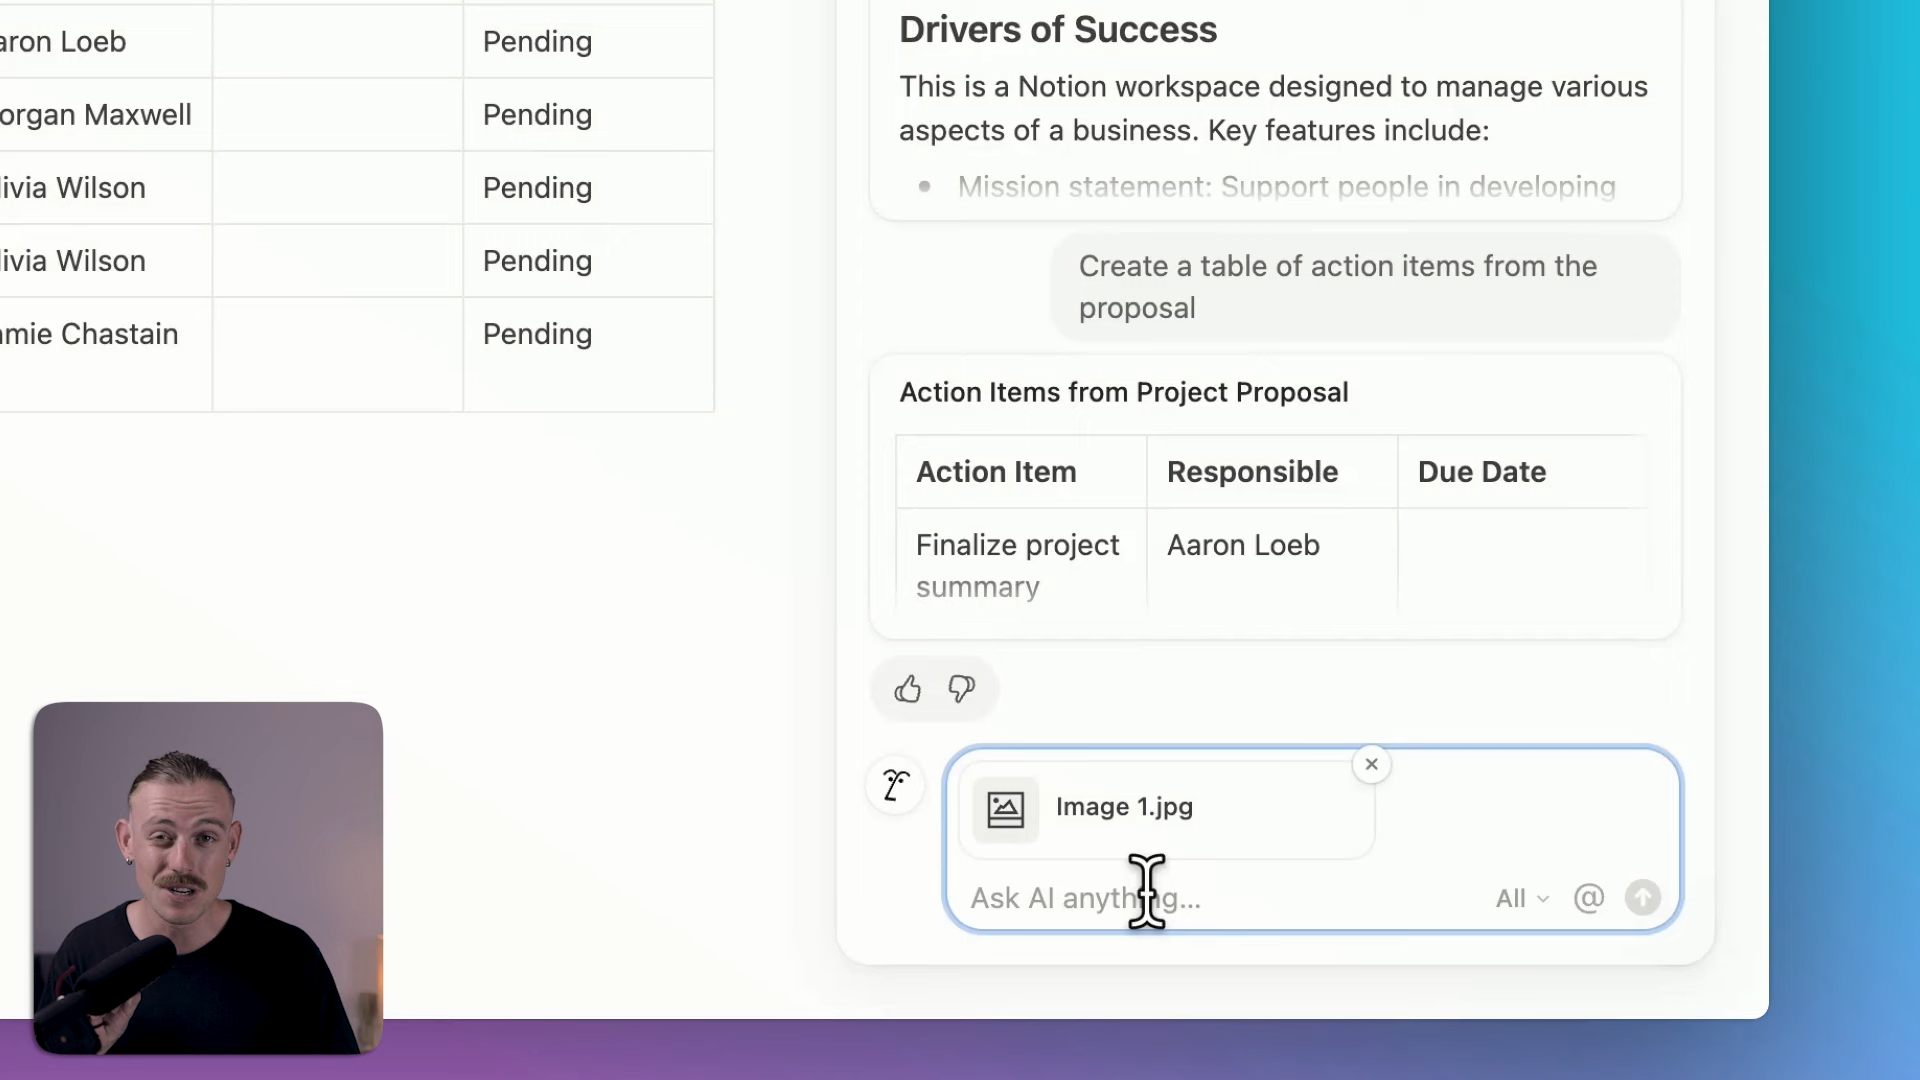 aron Loeb
Pending
organ Maxwell
Pending
livia Wilson
Pending
livia Wilson
Pending
mie Chastain
Pending
Drivers of Success
This is a Notion workspace designed to manage various
aspects of a business. Key features include:
• Mission statement: Support people in developing
Create a table of action items from the
proposal
Action Items from Project Proposal
Action Item
Responsible
Due Date
Finalize project
summary
Aaron Loeb
Image 1.jpg
Ask AI anything...
All
@